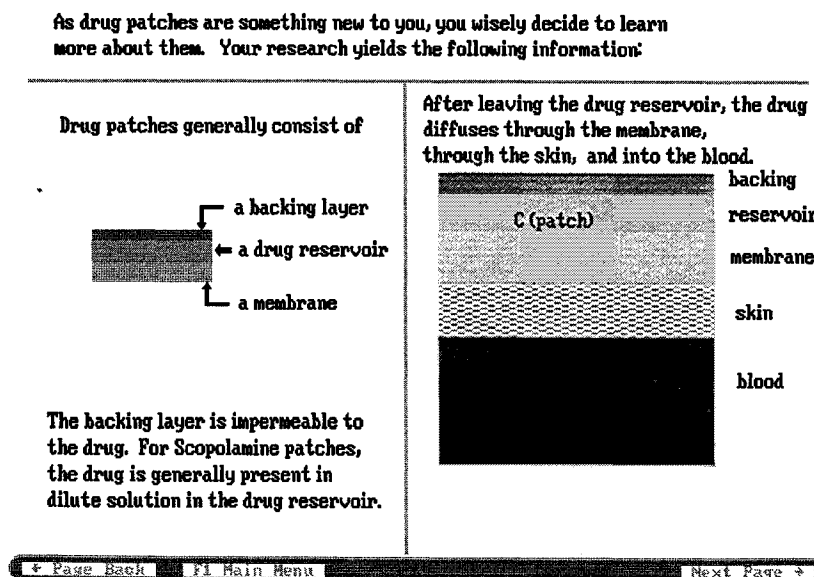 As drug patches are something new to you, you wisely decide to learn
more about them. Your research yields the following information:
Drug patches generally consist of
a backing layer
a drug reservoir
a membrane
The backing layer is impermeable to
the drug. For Scopolamine patches,
the drug is generally present in
dilute solution in the drug reservoir.
After leaving the drug reservoir, the drug
diffuses through the membrane,
through the skin, and into the blood.
backing
C (patch)
reservoir
membrane
skin
blood
← Page Back
F1 Main Menu
Next Page →